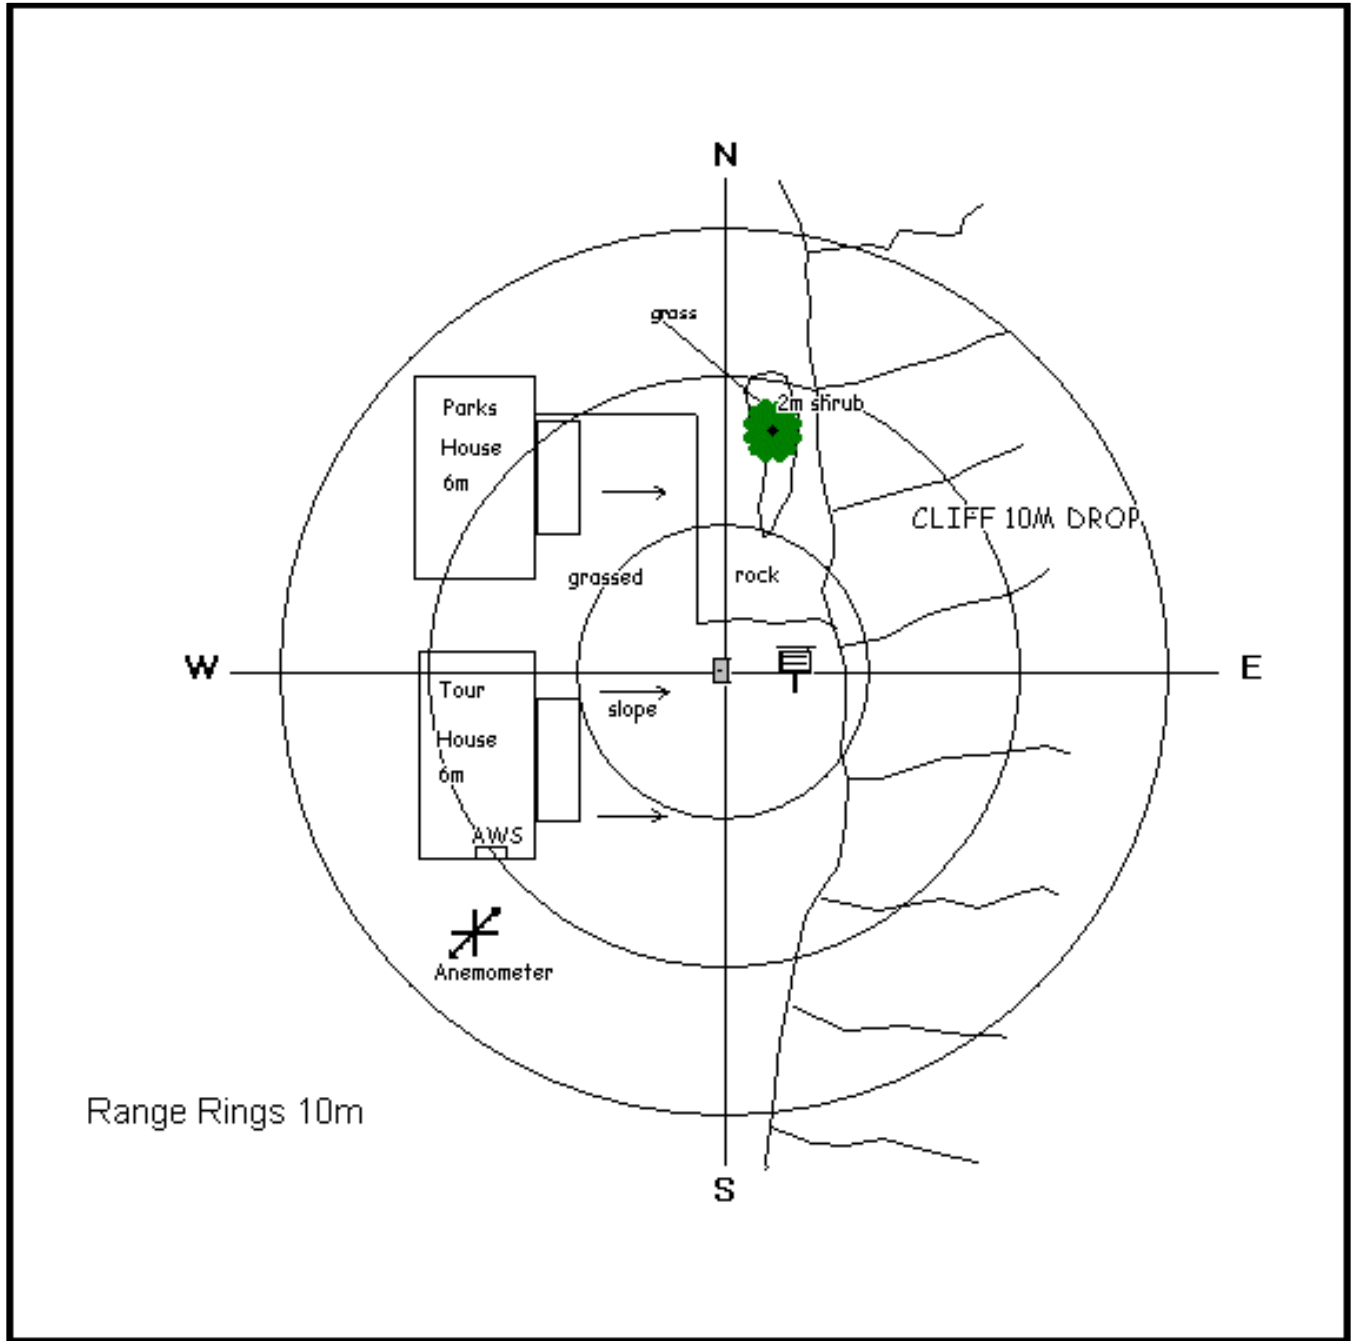 N
grass
Parks
2m shrub
House
6m
CLIFF 10M DROP
grassed
rock
W
E
Tour
slope
House
6m
AWS
Anemometer
Range Rings 10m
S